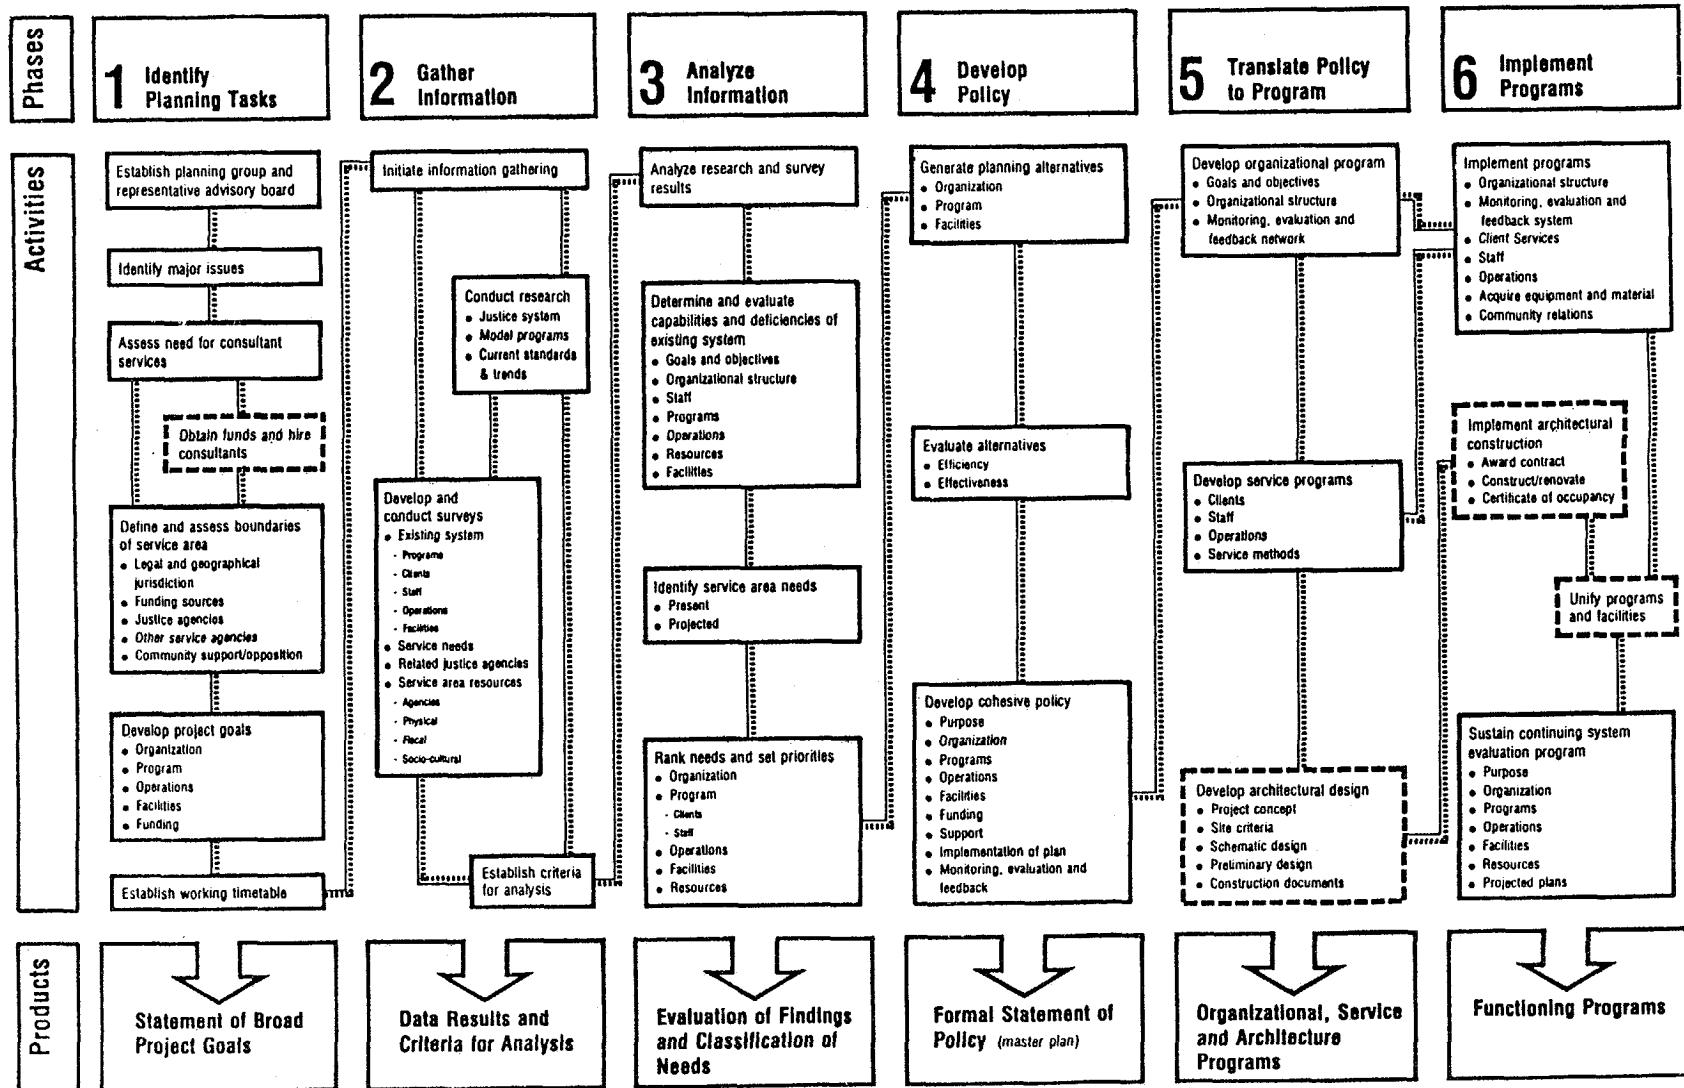 Phases
1 Identify
Planning Tasks
2 Gather
Information
3 Analyze
Information
4 Develop
Policy
5 Translate Policy
to Program
6 Implement
Programs
Activities
Establish planning group and
representative advisory board
Identify major issues
Assess need for consultant
services
Obtain funds and hire
consultants
Define and assess boundaries
of service area
• Legal and geographical
jurisdiction
• Funding sources
• Justice agencies
• Other service agencies
• Community support/opposition
Develop project goals
• Organization
• Program
• Operations
• Facilities
• Funding
Establish working timetable
Initiate information gathering
Conduct research
• Justice system
• Model programs
• Current standards
& trends
Develop and
conduct surveys
• Existing system
- Programs
- Clients
- Staff
- Operations
- Facilities
• Service needs
• Related justice agencies
• Service area resources
- Agencies
- Physical
- Fiscal
- Socio-cultural
Establish criteria
for analysis
Analyze research and survey
results
Determine and evaluate
capabilities and deficiencies of
existing system
• Goals and objectives
• Organizational structure
• Staff
• Programs
• Operations
• Resources
• Facilities
Identify service area needs
• Present
• Projected
Rank needs and set priorities
• Organization
• Program
- Clients
- Staff
• Operations
• Facilities
• Resources
Generate planning alternatives
• Organization
• Program
• Facilities
Evaluate alternatives
• Efficiency
• Effectiveness
Develop cohesive policy
• Purpose
• Organization
• Programs
• Operations
• Facilities
• Funding
• Support
• Implementation of plan
• Monitoring, evaluation and
feedback
Develop organizational program
• Goals and objectives
• Organizational structure
• Monitoring, evaluation and
feedback network
Develop service programs
• Clients
• Staff
• Operations
• Service methods
Develop architectural design
• Project concept
• Site criteria
• Schematic design
• Preliminary design
• Construction documents
Implement programs
• Organizational structure
• Monitoring, evaluation and
feedback system
• Client Services
• Staff
• Operations
• Acquire equipment and material
• Community relations
Implement architectural
construction
• Award contract
• Construct/renovate
• Certificate of occupancy
Unify programs
and facilities
Sustain continuing system
evaluation program
• Purpose
• Organization
• Programs
• Operations
• Facilities
• Resources
• Projected plans
Products
Statement of Broad
Project Goals
Data Results and
Criteria for Analysis
Evaluation of Findings
and Classification of
Needs
Formal Statement of
Policy (master plan)
Organizational, Service
and Architecture
Programs
Functioning Programs